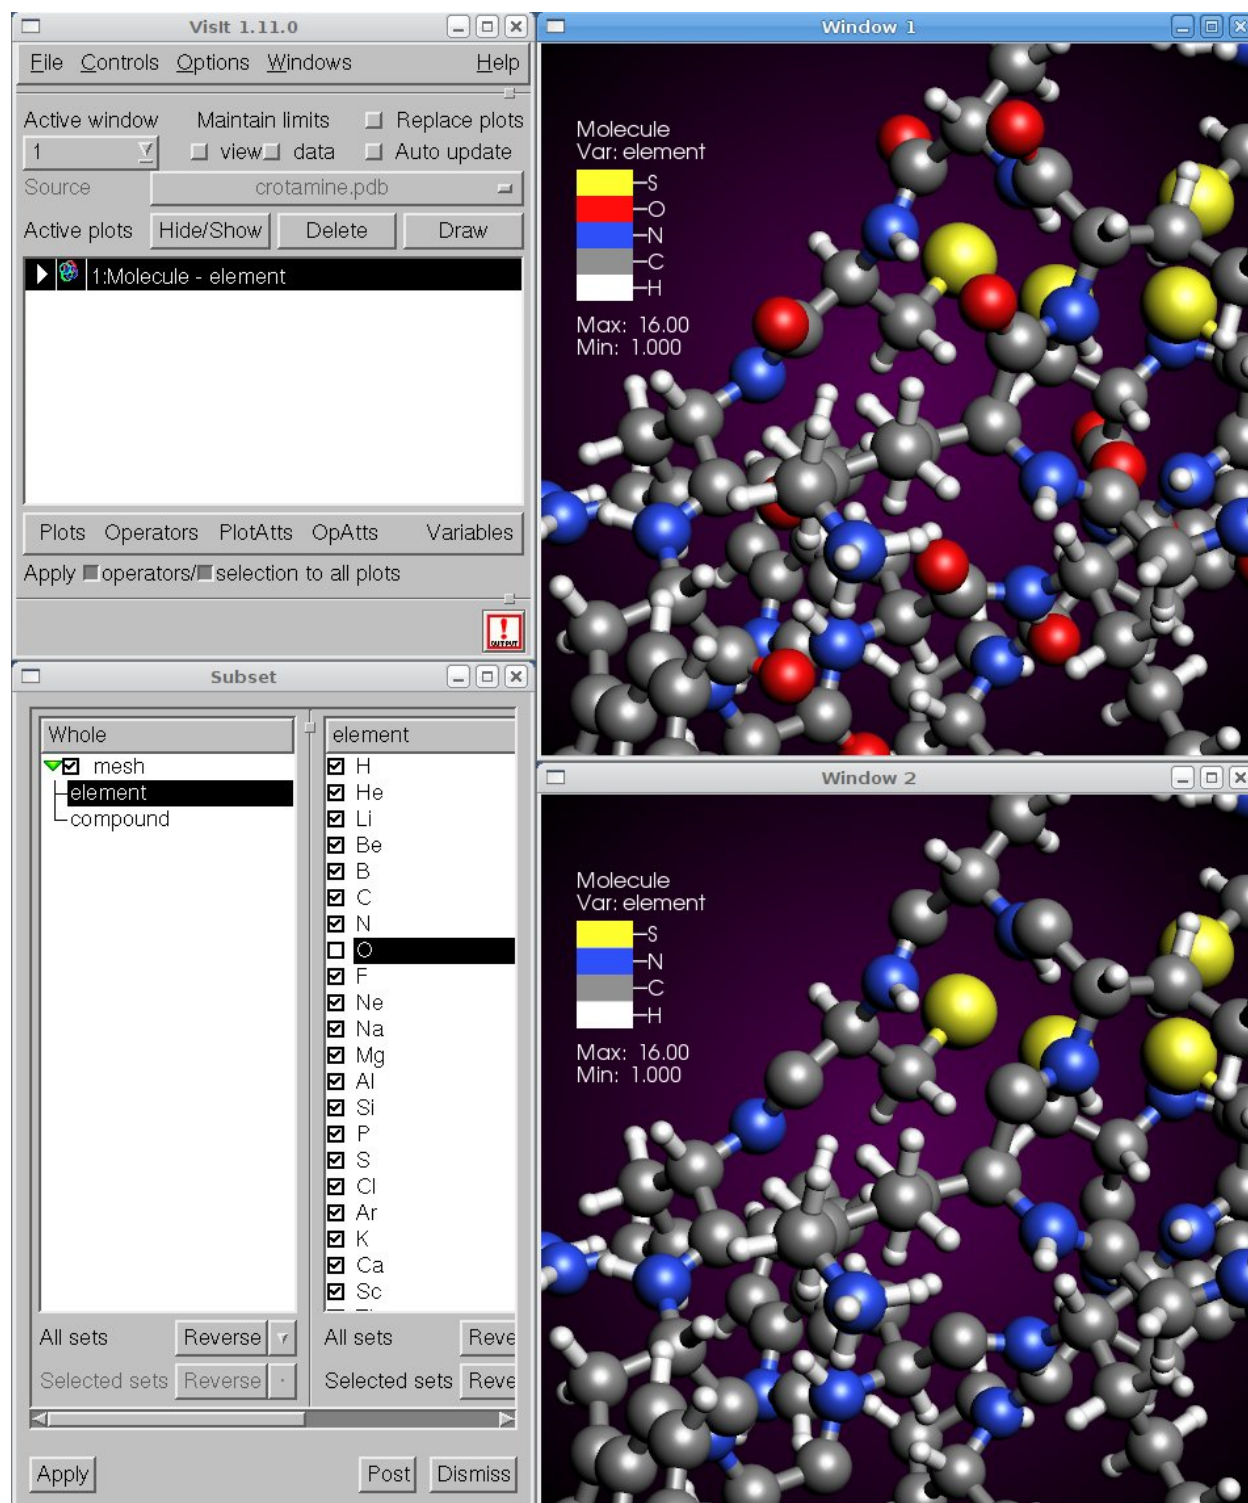 VisIt 1.11.0
File Controls Options Windows Help
Active window Maintain limits Replace plots
1 view data Auto update
Source crotamine.pdb
Active plots Hide/Show Delete Draw
1:Molecule - element
Plots Operators PlotAtts OpAtts Variables
Apply operators/ selection to all plots
OUTPUT
Subset
Whole
mesh
element
compound
element
H
He
Li
Be
B
C
N
O
F
Ne
Na
Mg
Al
Si
P
S
Cl
Ar
K
Ca
Sc
All sets Reverse
Selected sets Reverse
All sets Reve
Selected sets Reve
Apply Post Dismiss
Window 1
Molecule
Var: element
S
O
N
C
H
Max: 16.00
Min: 1.000
Window 2
Molecule
Var: element
S
N
C
H
Max: 16.00
Min: 1.000